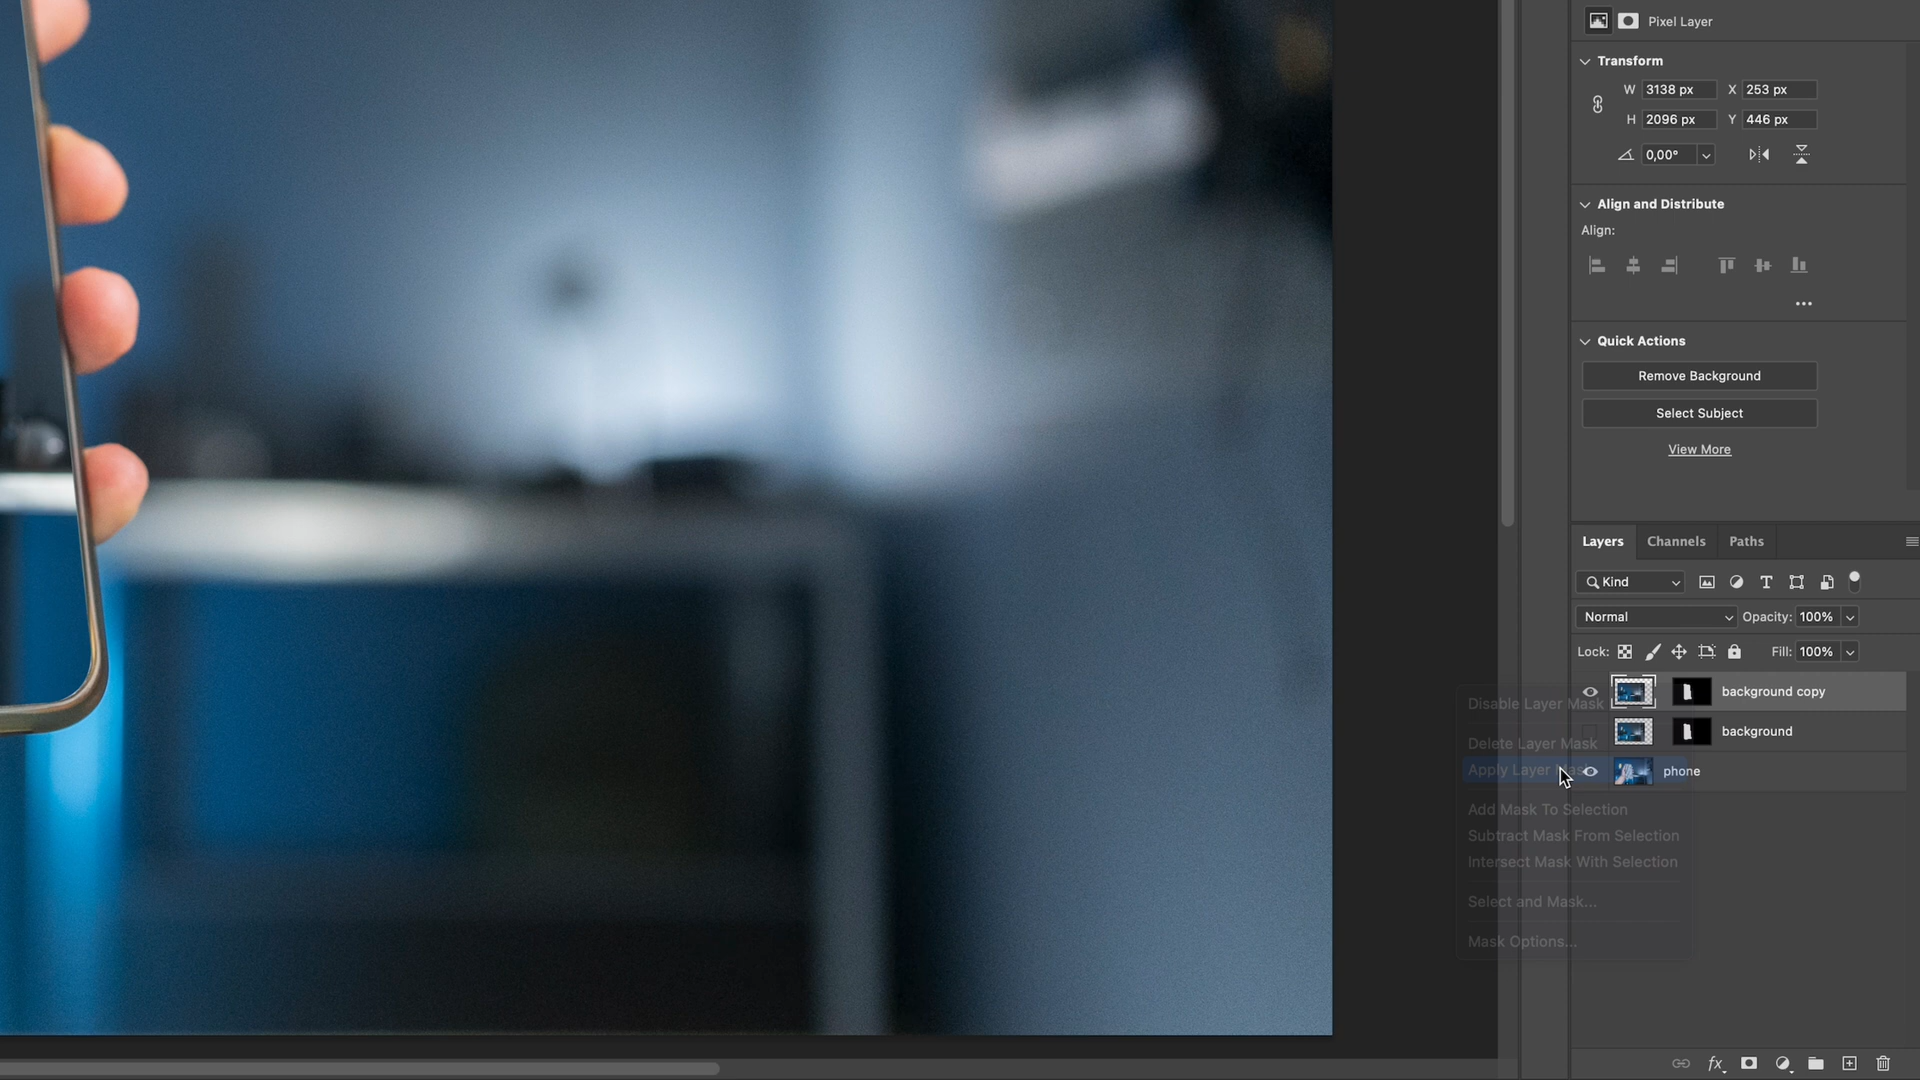 Pixel Layer
Transform
W 3138 px X 253 px
H 2096 px Y 446 px
0,00°
Align and Distribute
Align:
Quick Actions
Remove Background
Select Subject
View More
Layers Channels Paths
Kind
Normal Opacity: 100%
Lock: Fill: 100%
background copy
background
phone
Disable Layer Mask
Delete Layer Mask
Apply Layer Mask
Add Mask To Selection
Subtract Mask From Selection
Intersect Mask With Selection
Select and Mask...
Mask Options...
fx